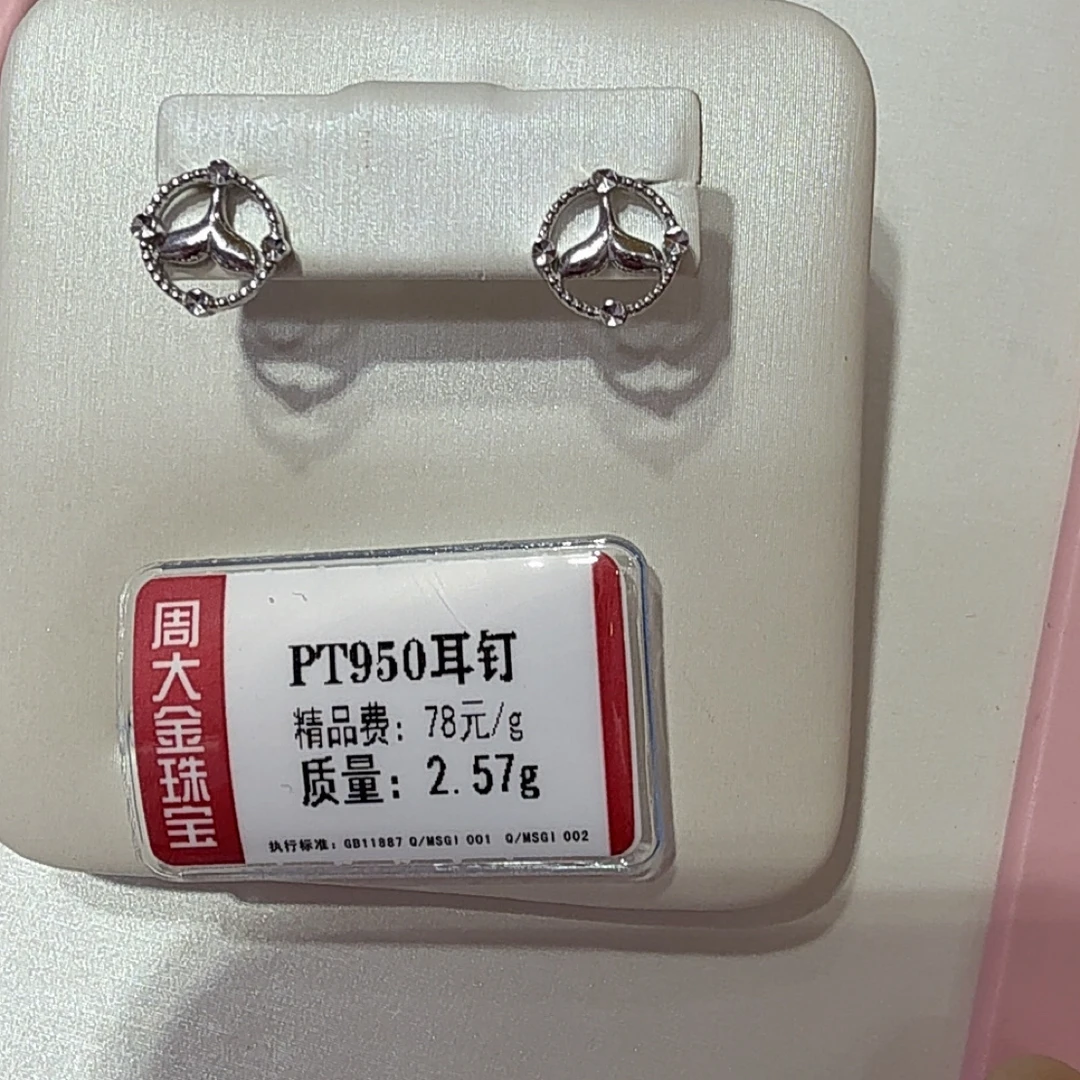 周大金珠宝
PT950耳钉
精品费：78元/g
质量：2.57g
执行标准：GB11887 Q/MSGI 001 Q/MSGI 002